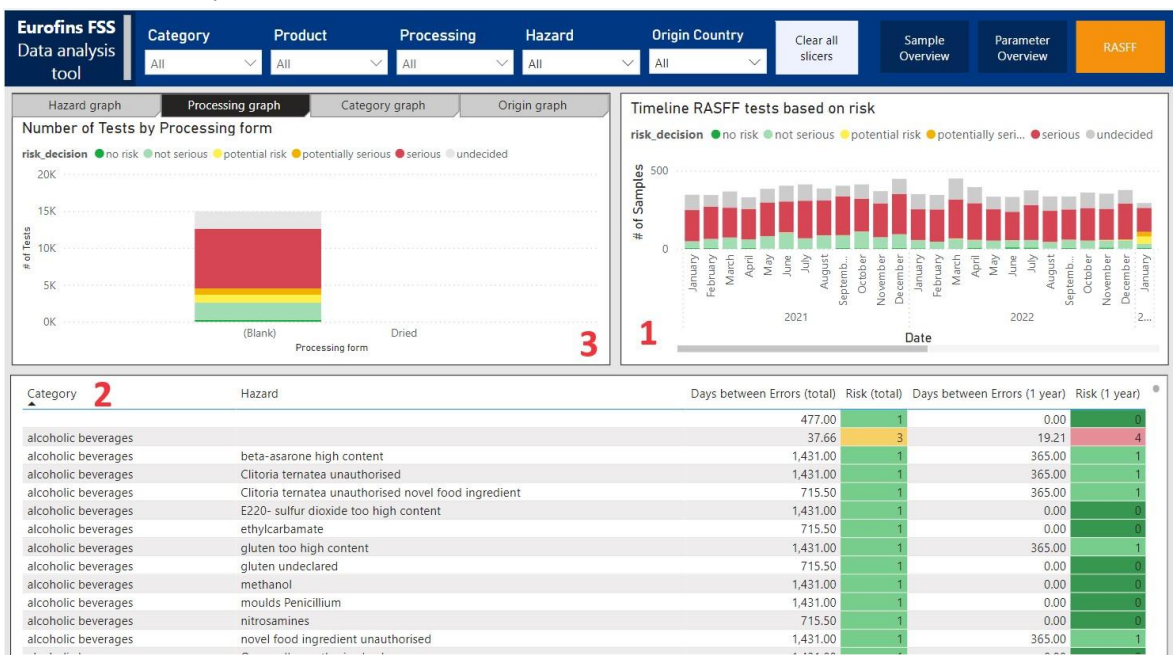 Eurofins FSS
Data analysis
tool
Category
All
Product
All
Processing
All
Hazard
All
Origin Country
All
Clear all
slicers
Sample
Overview
Parameter
Overview
RASFF
Hazard graph
Processing graph
Category graph
Origin graph
Number of Tests by Processing form
risk_decision no risk not serious potential risk potentially serious serious undecided
20K
15K
10K
5K
0K
# of Tests
(Blank) Dried
Processing form
3
Timeline RASFF tests based on risk
risk_decision no risk not serious potential risk potentially seri... serious undecided
500
0
# of Samples
January February March April May June July August Septemb... October November December January February March April May June July August Septemb... October November December January
2021 2022 2...
Date
1
2
Category Hazard Days between Errors (total) Risk (total) Days between Errors (1 year) Risk (1 year)
477.00 1 0.00 0
alcoholic beverages 37.66 3 19.21 4
alcoholic beverages beta-asarone high content 1,431.00 1 365.00 1
alcoholic beverages Clitoria ternatea unauthorised 1,431.00 1 365.00 1
alcoholic beverages Clitoria ternatea unauthorised novel food ingredient 715.50 1 365.00 1
alcoholic beverages E220- sulfur dioxide too high content 1,431.00 1 0.00 0
alcoholic beverages ethylcarbamate 715.50 1 0.00 0
alcoholic beverages gluten too high content 1,431.00 1 365.00 1
alcoholic beverages gluten undeclared 715.50 1 0.00 0
alcoholic beverages methanol 1,431.00 1 0.00 0
alcoholic beverages moulds Penicillium 1,431.00 1 0.00 0
alcoholic beverages nitrosamines 715.50 1 0.00 0
alcoholic beverages novel food ingredient unauthorised 1,431.00 1 365.00 1